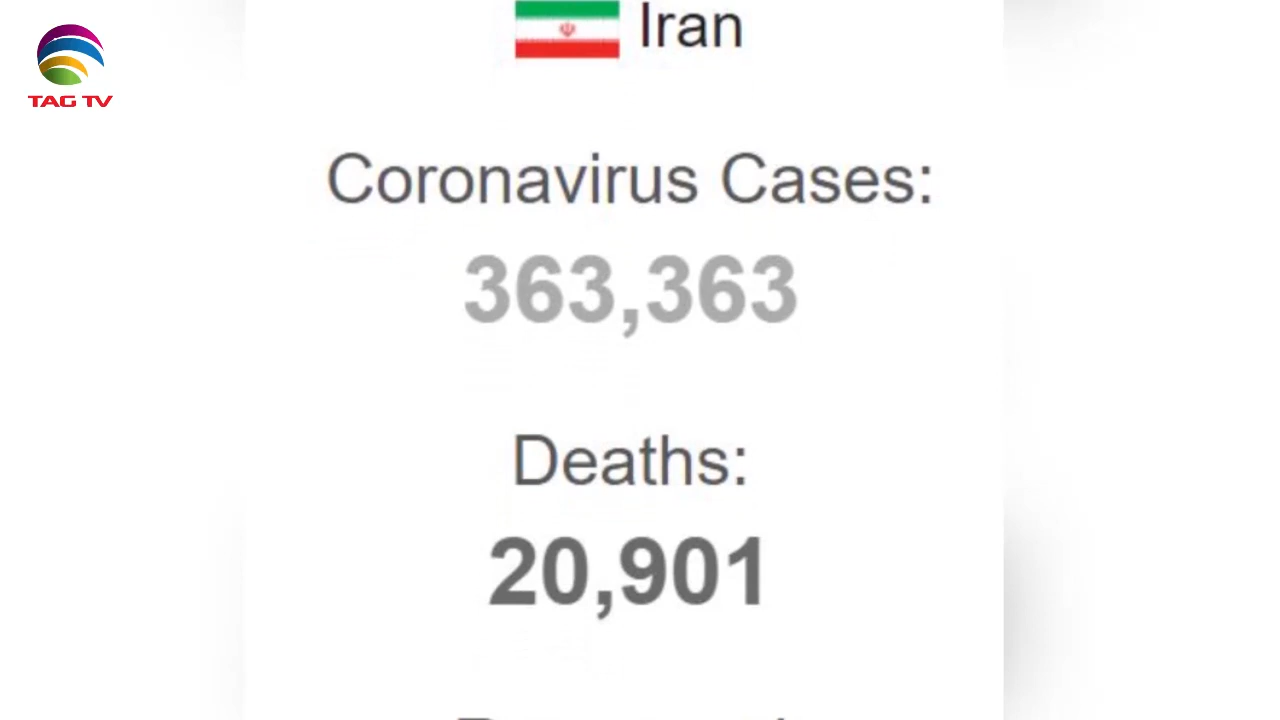 Iran
TAG TV
Coronavirus Cases:
363,363
Deaths:
20,901